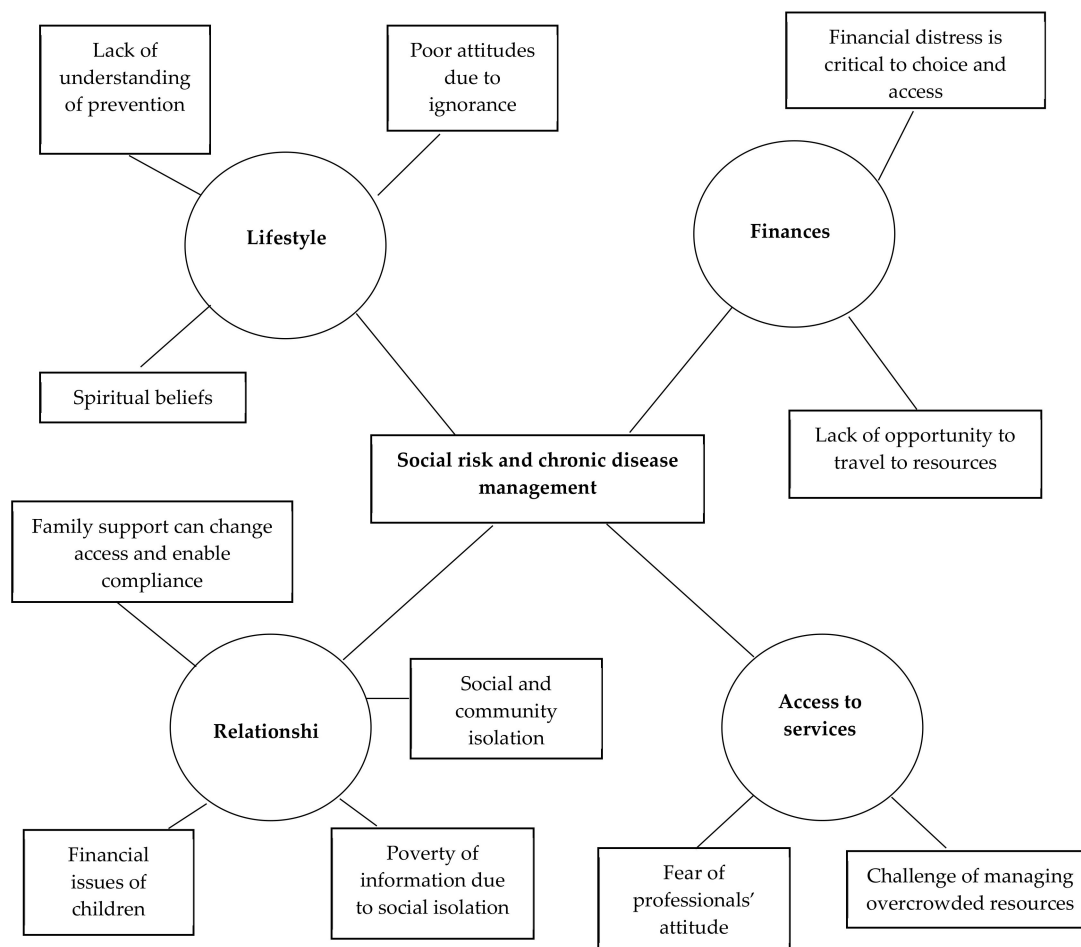 Lack of
understanding
of prevention
Poor attitudes
due to
ignorance
Financial distress is
critical to choice and
access
Lifestyle
Finances
Spiritual beliefs
Lack of opportunity to
travel to resources
Social risk and chronic disease
management
Family support can change
access and enable
compliance
Social and
community
isolation
Relationshi
Access to
services
Financial
issues of
children
Poverty of
information due
to social isolation
Fear of
professionals’
attitude
Challenge of managing
overcrowded resources